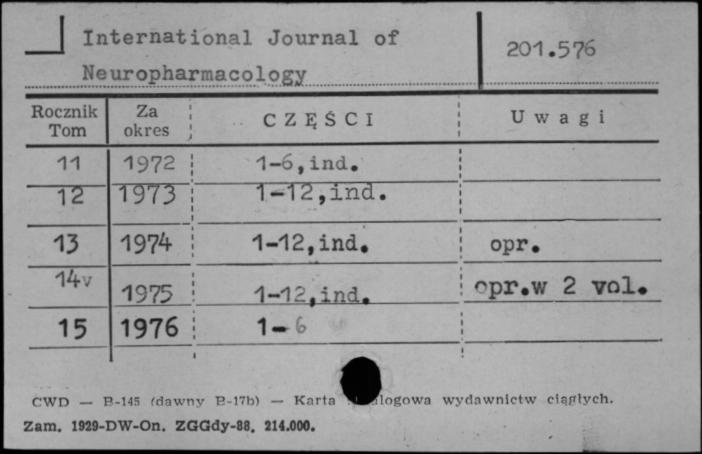 International Journal of
Neuropharmacology
201.576
Rocznik Tom Za okres CZĘŚCI Uwagi
11 1972 1-6,ind.
12 1973 1-12,ind.
13 1974 1-12,ind. opr.
14v 1975 1-12,ind. opr.w 2 vol.
15 1976 1-6
CWD — B-145 (dawny B-17b) — Karta wydawnictw ciągłych.
Zam. 1929-DW-On. ZGGdy-88. 214.000.